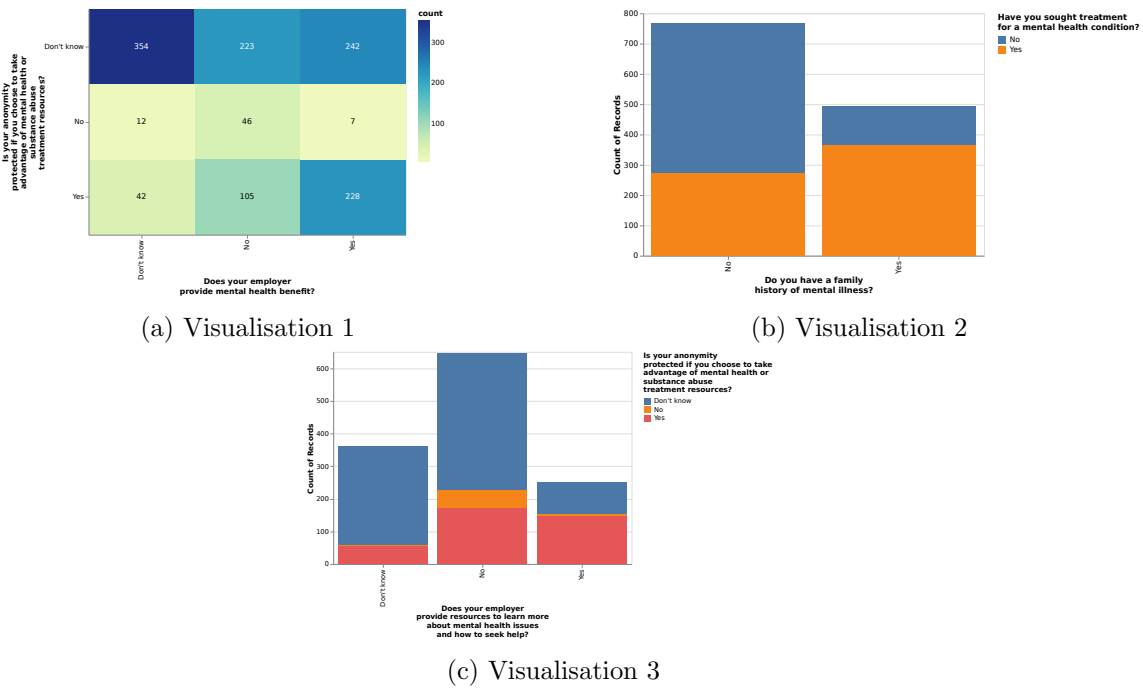 Is your anonymity
protected if you choose to take
advantage of mental health or
substance abuse
treatment resources?
Don't know
No
Yes
354
223
242
12
46
7
42
105
228
Don't know
No
Yes
Does your employer
provide mental health benefit?
count
300
200
100
(a) Visualisation 1
Count of Records
800
700
600
500
400
300
200
100
0
No
Yes
Do you have a family
history of mental illness?
Have you sought treatment
for a mental health condition?
No
Yes
(b) Visualisation 2
Count of Records
600
500
400
300
200
100
0
Don't know
No
Yes
Does your employer
provide resources to learn more
about mental health issues
and how to seek help?
Is your anonymity
protected if you choose to take
advantage of mental health or
substance abuse
treatment resources?
Don't know
No
Yes
(c) Visualisation 3